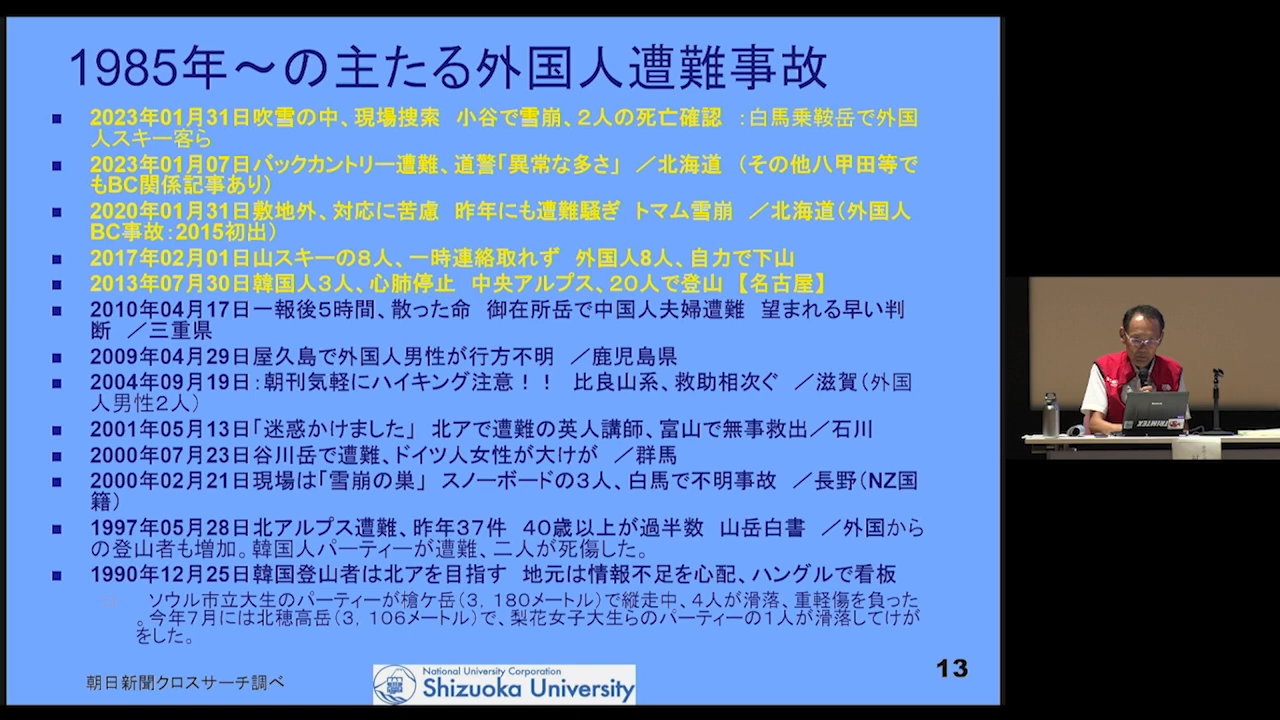 1985年～の主たる外国人遭難事故
2023年01月31日吹雪の中、現場捜索　小谷で雪崩、２人の死亡確認　：白馬乗鞍岳で外国
人スキー客ら
2023年01月07日バックカントリー遭難、道警「異常な多さ」　／北海道　（その他八甲田等で
もBC関係記事あり）
2020年01月31日敷地外、対応に苦慮　昨年にも遭難騒ぎ　トマム雪崩　／北海道（外国人
BC事故：2015初出）
2017年02月01日山スキーの８人、一時連絡取れず　外国人8人、自力で下山
2013年07月30日韓国人３人、心肺停止　中央アルプス、２０人で登山　【名古屋】
2010年04月17日一報後５時間、散った命　御在所岳で中国人夫婦遭難　望まれる早い判
断　／三重県
2009年04月29日屋久島で外国人男性が行方不明　／鹿児島県
2004年09月19日：朝刊気軽にハイキング注意！！　比良山系、救助相次ぐ　／滋賀（外国
人男性２人）
2001年05月13日「迷惑かけました」　北アで遭難の英人講師、富山で無事救出／石川
2000年07月23日谷川岳で遭難、ドイツ人女性が大けが　／群馬
2000年02月21日現場は「雪崩の巣」　スノーボードの３人、白馬で不明事故　／長野（NZ国
籍）
1997年05月28日北アルプス遭難、昨年３７件　４０歳以上が過半数　山岳白書　／外国から
の登山者も増加。韓国人パーティーが遭難、二人が死傷した。
1990年12月25日韓国登山者は北アを目指す　地元は情報不足を心配、ハングルで看板
ソウル市立大生のパーティーが槍ケ岳（３，１８０メートル）で縦走中、４人が滑落、重軽傷を負った
。今年７月には北穂高岳（３，１０６メートル）で、梨花女子大生らのパーティーの１人が滑落してけが
をした。
朝日新聞クロスサーチ調べ
National University Corporation
Shizuoka University
13